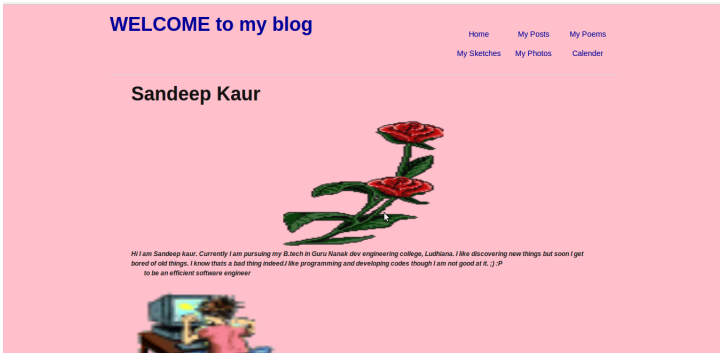 WELCOME to my blog
Home My Posts My Poems
My Sketches My Photos Calender
Sandeep Kaur
Hi I am Sandeep kaur. Currently I am pursuing my B.tech in Guru Nanak dev engineering college, Ludhiana. I like discovering new things but soon I get
bored of old things. I know thats a bad thing indeed.I like programming and developing codes though I am not good at it. ;) :P
to be an efficient software engineer